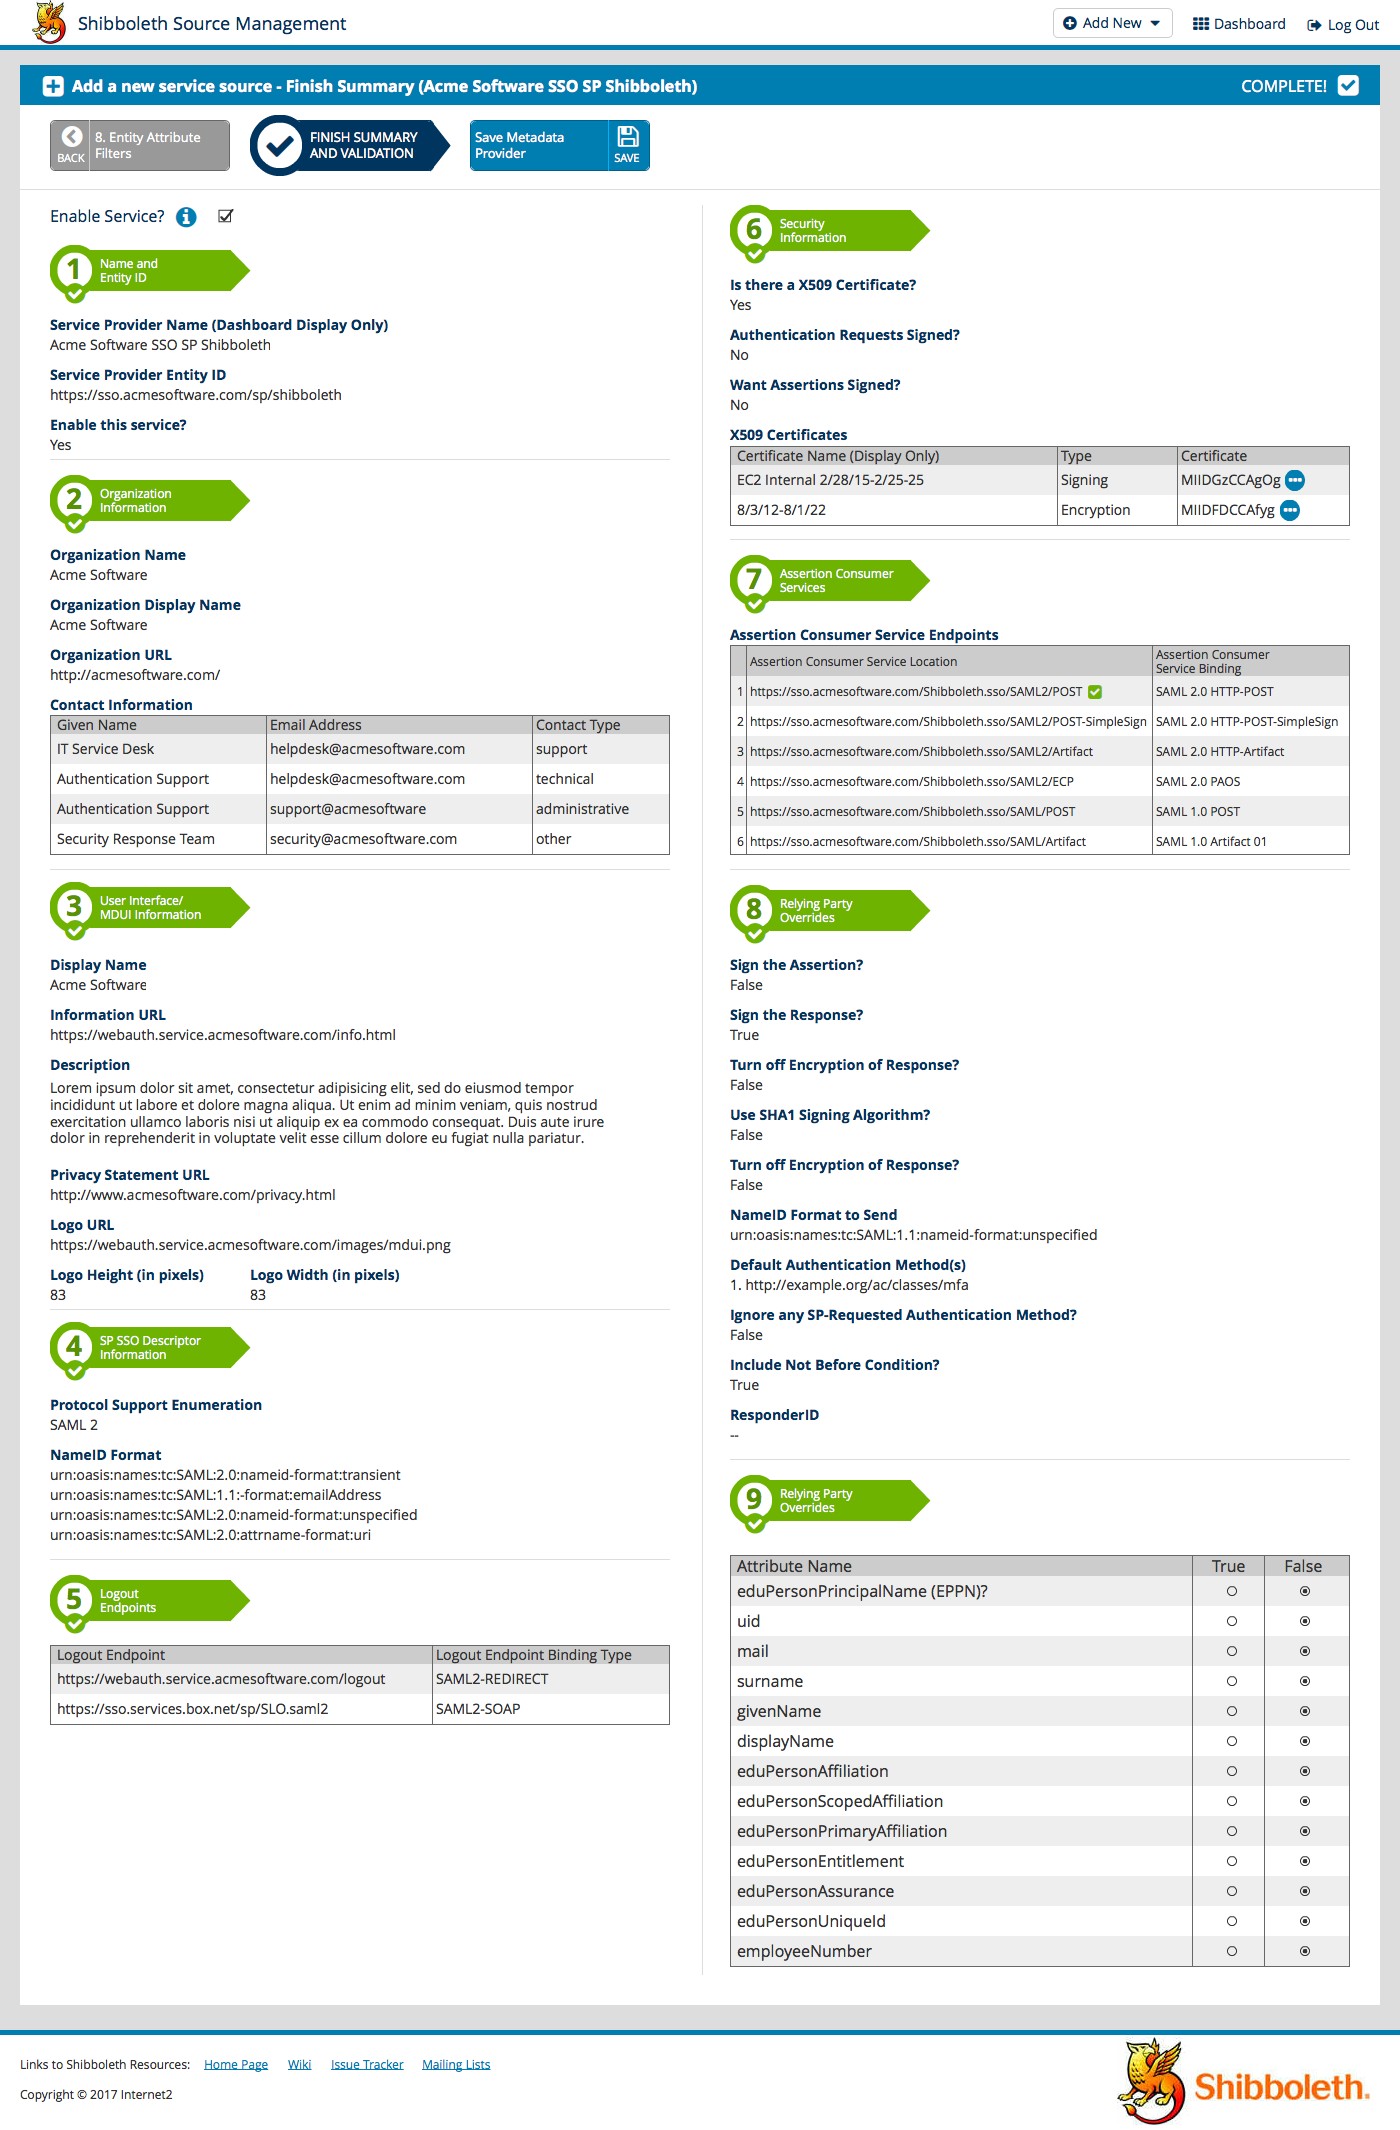 Shibboleth Source Management
Add New
Dashboard
Log Out
Add a new service source - Finish Summary (Acme Software SSO SP Shibboleth)
COMPLETE!
BACK
8. Entity Attribute
Filters
FINISH SUMMARY
AND VALIDATION
Save Metadata
Provider
SAVE
Enable Service?
1
Name and
Entity ID
Service Provider Name (Dashboard Display Only)
Acme Software SSO SP Shibboleth
Service Provider Entity ID
https://sso.acmesoftware.com/sp/shibboleth
Enable this service?
Yes
2
Organization
Information
Organization Name
Acme Software
Organization Display Name
Acme Software
Organization URL
http://acmesoftware.com/
Contact Information
Given Name Email Address Contact Type
IT Service Desk helpdesk@acmesoftware.com support
Authentication Support helpdesk@acmesoftware.com technical
Authentication Support support@acmesoftware administrative
Security Response Team security@acmesoftware.com other
3
User Interface/
MDUI Information
Display Name
Acme Software
Information URL
https://webauth.service.acmesoftware.com/info.html
Description
Lorem ipsum dolor sit amet, consectetur adipisicing elit, sed do eiusmod tempor
incididunt ut labore et dolore magna aliqua. Ut enim ad minim veniam, quis nostrud
exercitation ullamco laboris nisi ut aliquip ex ea commodo consequat. Duis aute irure
dolor in reprehenderit in voluptate velit esse cillum dolore eu fugiat nulla pariatur.
Privacy Statement URL
http://www.acmesoftware.com/privacy.html
Logo URL
https://webauth.service.acmesoftware.com/images/mdui.png
Logo Height (in pixels) Logo Width (in pixels)
83 83
4
SP SSO Descriptor
Information
Protocol Support Enumeration
SAML 2
NameID Format
urn:oasis:names:tc:SAML:2.0:nameid-format:transient
urn:oasis:names:tc:SAML:1.1:-format:emailAddress
urn:oasis:names:tc:SAML:2.0:nameid-format:unspecified
urn:oasis:names:tc:SAML:2.0:attrname-format:uri
5
Logout
Endpoints
Logout Endpoint Logout Endpoint Binding Type
https://webauth.service.acmesoftware.com/logout SAML2-REDIRECT
https://sso.services.box.net/sp/SLO.saml2 SAML2-SOAP
6
Security
Information
Is there a X509 Certificate?
Yes
Authentication Requests Signed?
No
Want Assertions Signed?
No
X509 Certificates
Certificate Name (Display Only) Type Certificate
EC2 Internal 2/28/15-2/25-25 Signing MIIDGzCCAgOg
8/3/12-8/1/22 Encryption MIIDFDCCAfyg
7
Assertion Consumer
Services
Assertion Consumer Service Endpoints
Assertion Consumer Service Location Assertion Consumer
Service Binding
1 https://sso.acmesoftware.com/Shibboleth.sso/SAML2/POST SAML 2.0 HTTP-POST
2 https://sso.acmesoftware.com/Shibboleth.sso/SAML2/POST-SimpleSign SAML 2.0 HTTP-POST-SimpleSign
3 https://sso.acmesoftware.com/Shibboleth.sso/SAML2/Artifact SAML 2.0 HTTP-Artifact
4 https://sso.acmesoftware.com/Shibboleth.sso/SAML2/ECP SAML 2.0 PAOS
5 https://sso.acmesoftware.com/Shibboleth.sso/SAML/POST SAML 1.0 POST
6 https://sso.acmesoftware.com/Shibboleth.sso/SAML/Artifact SAML 1.0 Artifact 01
8
Relying Party
Overrides
Sign the Assertion?
False
Sign the Response?
True
Turn off Encryption of Response?
False
Use SHA1 Signing Algorithm?
False
Turn off Encryption of Response?
False
NameID Format to Send
urn:oasis:names:tc:SAML:1.1:nameid-format:unspecified
Default Authentication Method(s)
1. http://example.org/ac/classes/mfa
Ignore any SP-Requested Authentication Method?
False
Include Not Before Condition?
True
ResponderID
--
9
Relying Party
Overrides
Attribute Name True False
eduPersonPrincipalName (EPPN)?
uid
mail
surname
givenName
displayName
eduPersonAffiliation
eduPersonScopedAffiliation
eduPersonPrimaryAffiliation
eduPersonEntitlement
eduPersonAssurance
eduPersonUniqueId
employeeNumber
Links to Shibboleth Resources: Home Page Wiki Issue Tracker Mailing Lists
Copyright © 2017 Internet2
Shibboleth.